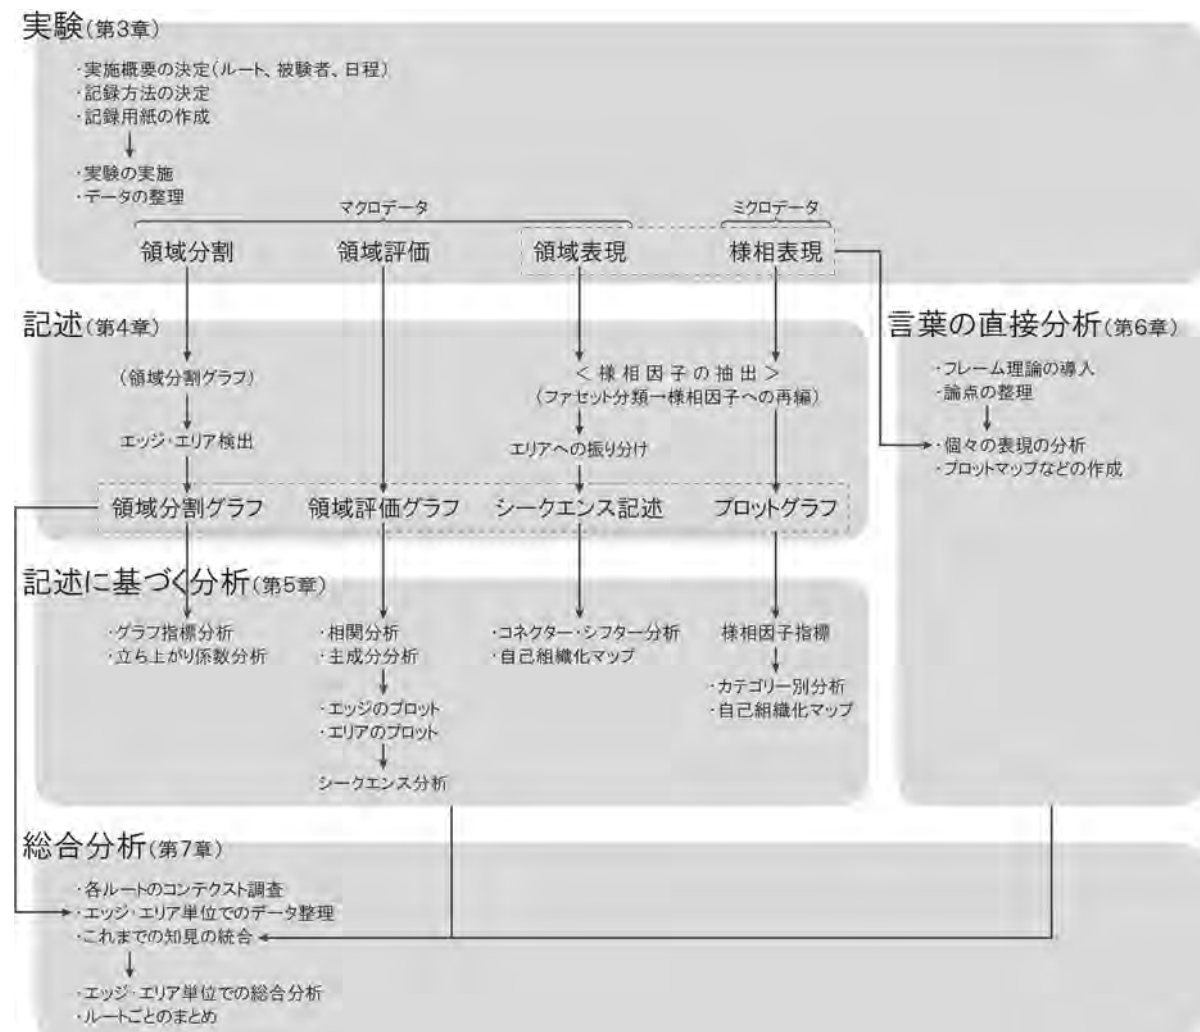 実験(第3章)
・実施概要の決定(ルート、被験者、日程)
・記録方法の決定
・記録用紙の作成
・実験の実施
・データの整理
マクロデータ
ミクロデータ
領域分割
領域評価
領域表現
様相表現
記述(第4章)
(領域分割グラフ)
エッジ・エリア検出
＜様相因子の抽出＞
(ファセット分類→様相因子への再編)
エリアへの振り分け
領域分割グラフ
領域評価グラフ
シークエンス記述
プロットグラフ
言葉の直接分析(第6章)
・フレーム理論の導入
・論点の整理
・個々の表現の分析
・プロットマップなどの作成
記述に基づく分析(第5章)
・グラフ指標分析
・立ち上がり係数分析
・相関分析
・主成分分析
・エッジのプロット
・エリアのプロット
シークエンス分析
・コネクター・シフター分析
・自己組織化マップ
様相因子指標
・カテゴリー別分析
・自己組織化マップ
総合分析(第7章)
・各ルートのコンテクスト調査
・エッジ・エリア単位でのデータ整理
・これまでの知見の統合
・エッジ・エリア単位での総合分析
・ルートごとのまとめ